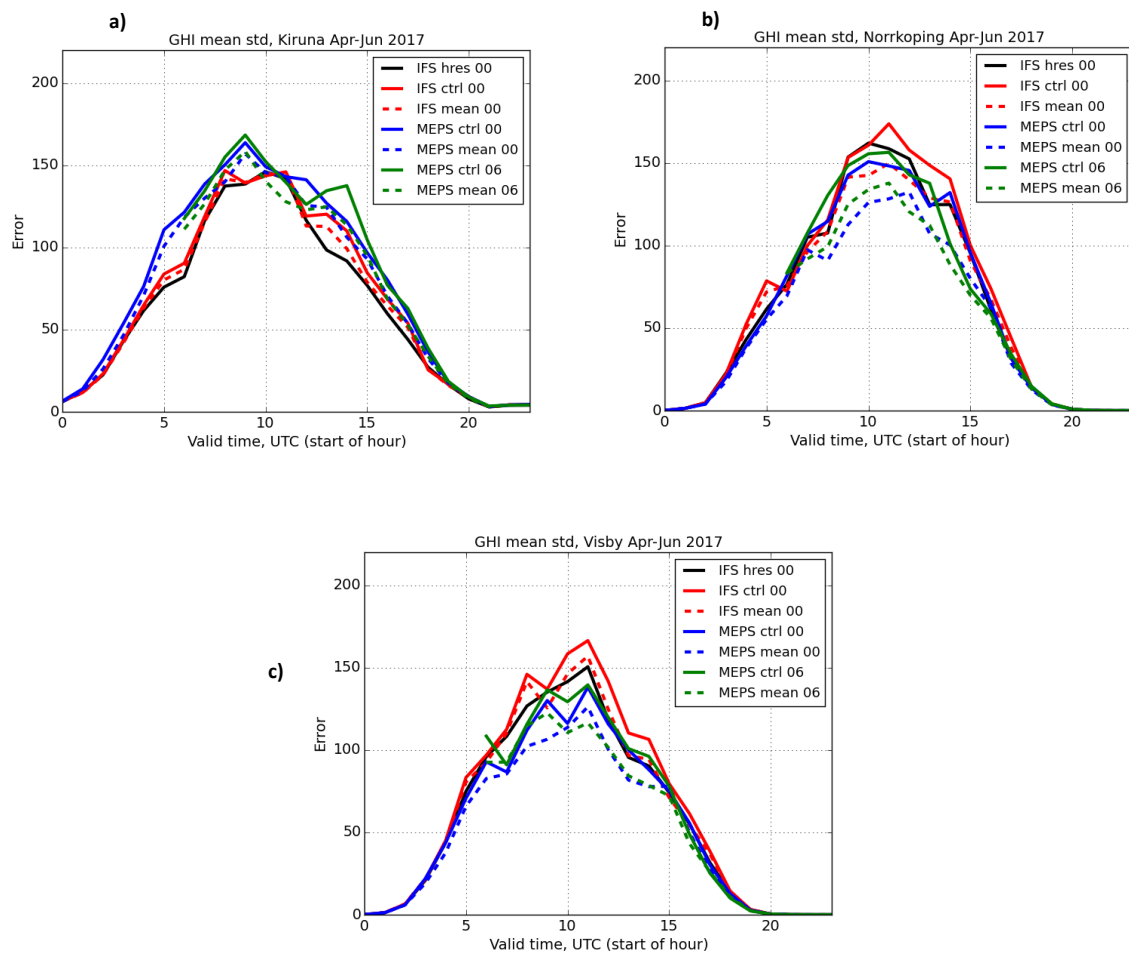 a)
GHI mean std, Kiruna Apr-Jun 2017
Error
200
150
100
50
0
0 5 10 15 20
Valid time, UTC (start of hour)
IFS hres 00
IFS ctrl 00
IFS mean 00
MEPS ctrl 00
MEPS mean 00
MEPS ctrl 06
MEPS mean 06
b)
GHI mean std, Norrkoping Apr-Jun 2017
Error
200
150
100
50
0
0 5 10 15 20
Valid time, UTC (start of hour)
IFS hres 00
IFS ctrl 00
IFS mean 00
MEPS ctrl 00
MEPS mean 00
MEPS ctrl 06
MEPS mean 06
c)
GHI mean std, Visby Apr-Jun 2017
Error
200
150
100
50
0
0 5 10 15 20
Valid time, UTC (start of hour)
IFS hres 00
IFS ctrl 00
IFS mean 00
MEPS ctrl 00
MEPS mean 00
MEPS ctrl 06
MEPS mean 06